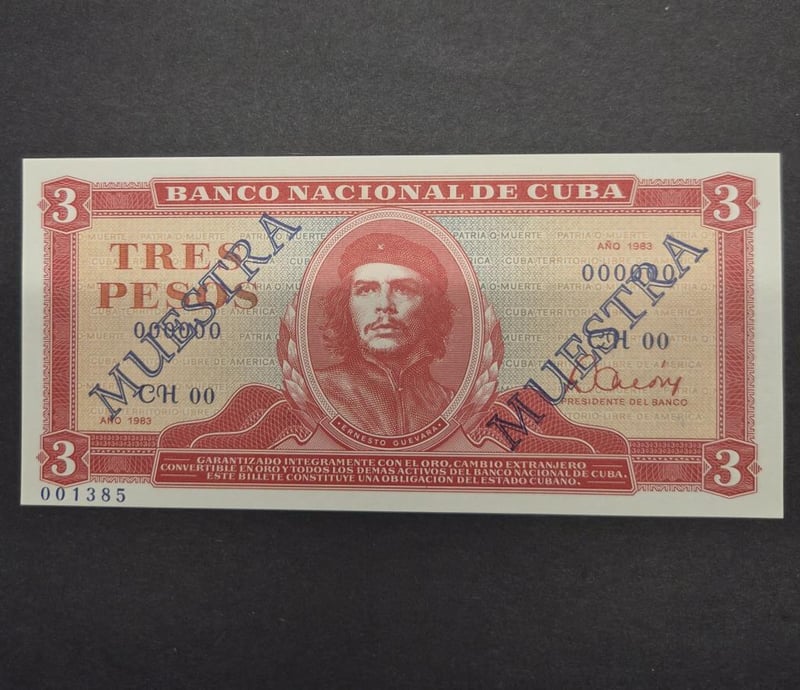 3 BANCO NACIONAL DE CUBA 3
PATRIA O MUERTE
CUBA TERRITORIO LIBRE DE AMERICA
TRES
PESOS
AÑO 1983
000000
000000
CH 00
CH 00
MUESTRA
MUESTRA
PRESIDENTE DEL BANCO
AÑO 1983
ERNESTO GUEVARA
3 3
GARANTIZADO INTEGRAMENTE CON EL ORO, CAMBIO EXTRANJERO
CONVERTIBLE EN ORO Y TODOS LOS DEMAS ACTIVOS DEL BANCO NACIONAL DE CUBA.
ESTE BILLETE CONSTITUYE UNA OBLIGACION DEL ESTADO CUBANO.
001385